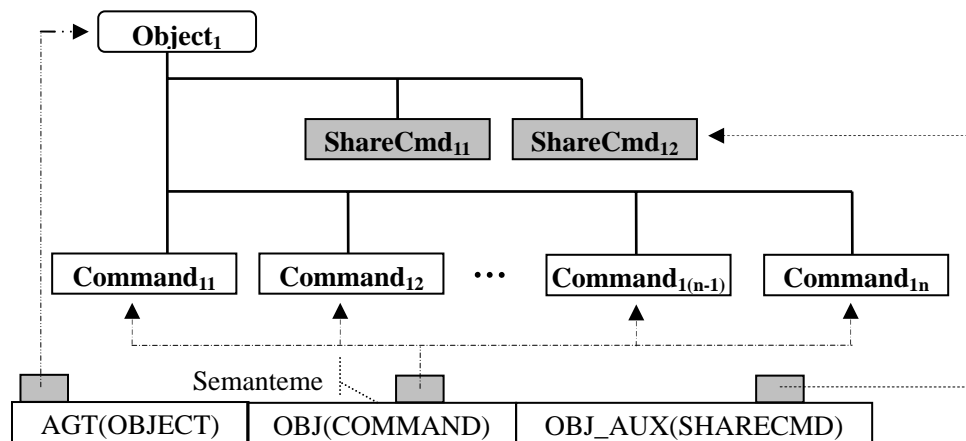 Object₁
ShareCmd₁₁ ShareCmd₁₂
Command₁₁ Command₁₂ ... Command₁₍ₙ₋₁₎ Command₁ₙ
Semanteme
AGT(OBJECT) OBJ(COMMAND) OBJ_AUX(SHARECMD)